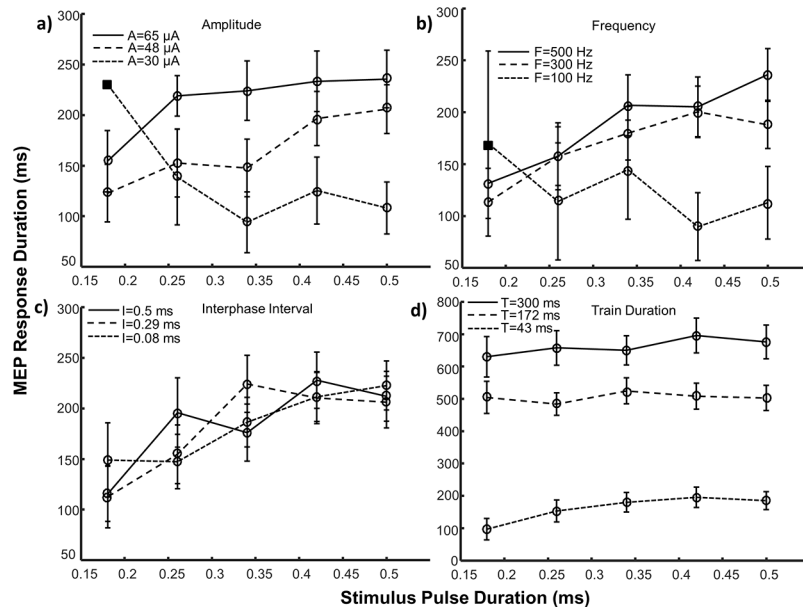 a)
Amplitude
A=65 µA
A=48 µA
A=30 µA
300
250
200
150
100
50
0.15 0.2 0.25 0.3 0.35 0.4 0.45 0.5
b)
Frequency
F=500 Hz
F=300 Hz
F=100 Hz
300
250
200
150
100
50
0.15 0.2 0.25 0.3 0.35 0.4 0.45 0.5
c)
Interphase Interval
I=0.5 ms
I=0.29 ms
I=0.08 ms
300
250
200
150
100
50
0.15 0.2 0.25 0.3 0.35 0.4 0.45 0.5
d)
Train Duration
T=300 ms
T=172 ms
T=43 ms
800
700
600
500
400
300
200
100
0
0.15 0.2 0.25 0.3 0.35 0.4 0.45 0.5
MEP Response Duration (ms)
Stimulus Pulse Duration (ms)